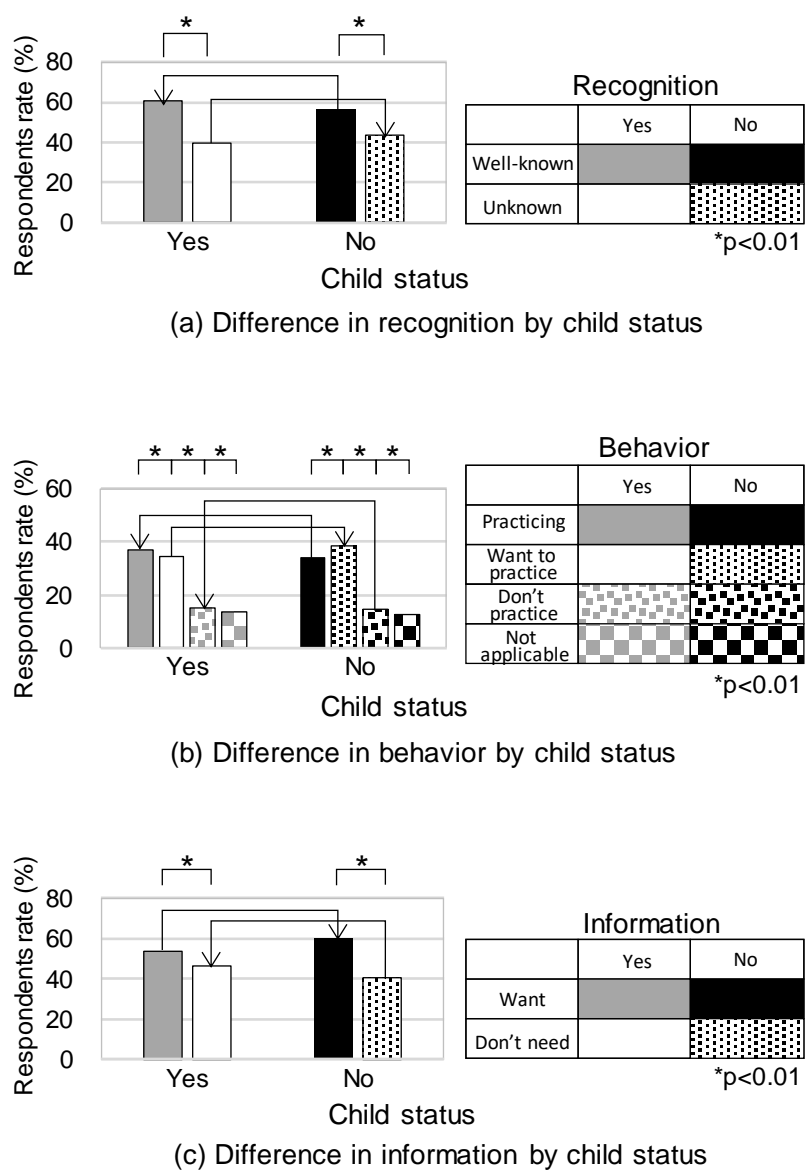 Respondents rate (%)
80
60
40
20
0
* *
Yes No
Child status
Recognition
Yes No
Well-known
Unknown
*p<0.01
(a) Difference in recognition by child status
Respondents rate (%)
60
40
20
0
* * * * * *
Yes No
Child status
Behavior
Yes No
Practicing
Want to
practice
Don't
practice
Not
applicable
*p<0.01
(b) Difference in behavior by child status
Respondents rate (%)
80
60
40
20
0
* *
Yes No
Child status
Information
Yes No
Want
Don't need
*p<0.01
(c) Difference in information by child status